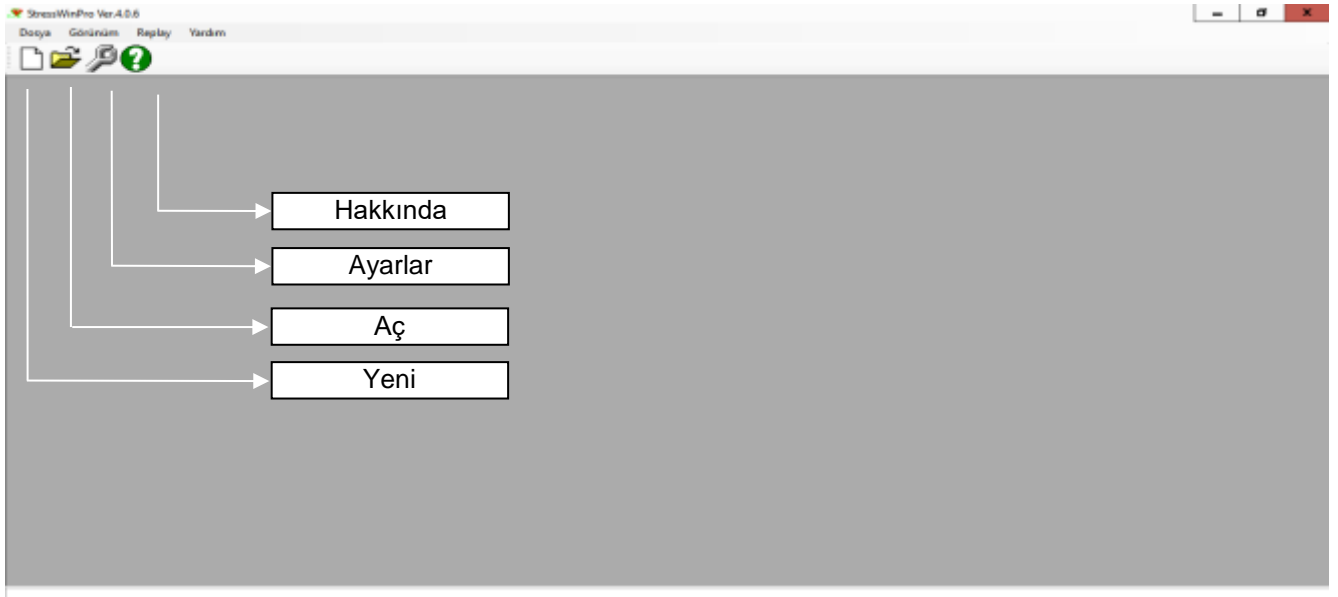 StressWinPro Ver.4.0.6
Dosya Görünüm Replay Yardım
Hakkında
Ayarlar
Aç
Yeni